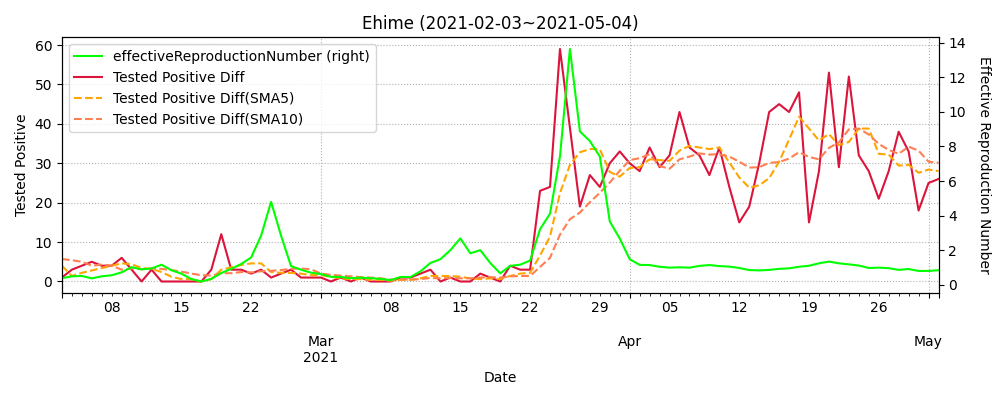 Ehime (2021-02-03~2021-05-04)
effectiveReproductionNumber (right)
Tested Positive Diff
Tested Positive Diff(SMA5)
Tested Positive Diff(SMA10)
Tested Positive
60
50
40
30
20
10
0
14
12
10
8
6
4
2
0
Effective Reproduction Number
08 15 22 08 15 22 29 05 12 19 26
Mar Apr May
2021
Date